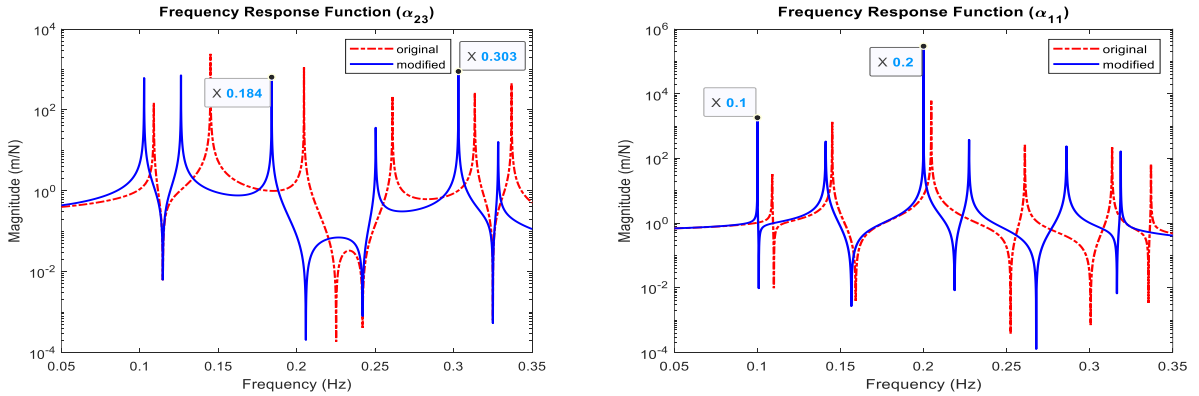 Frequency Response Function (α23)
Magnitude (m/N)
10^4
10^2
10^0
10^-2
10^-4
original
modified
X 0.184
X 0.303
0.05 0.1 0.15 0.2 0.25 0.3 0.35
Frequency (Hz)
Frequency Response Function (α11)
Magnitude (m/N)
10^6
10^4
10^2
10^0
10^-2
10^-4
original
modified
X 0.1
X 0.2
0.05 0.1 0.15 0.2 0.25 0.3 0.35
Frequency (Hz)